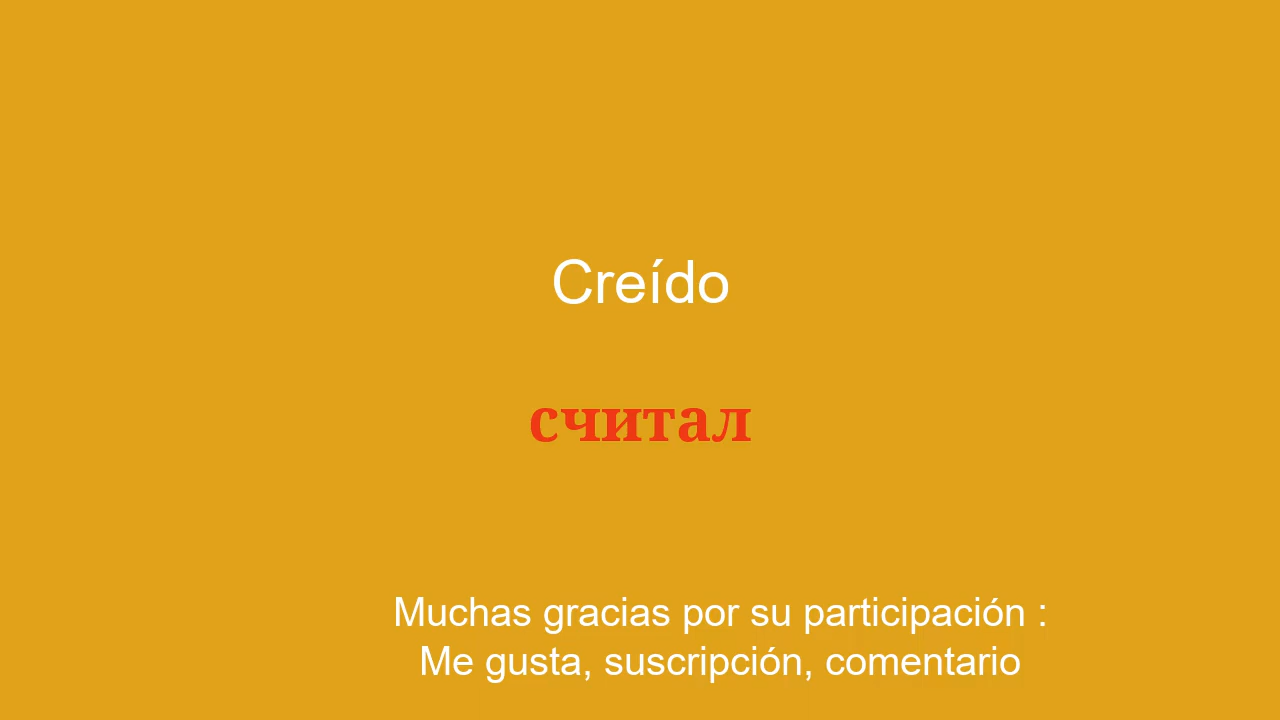 Creído
считал
Muchas gracias por su participación :
Me gusta, suscripción, comentario